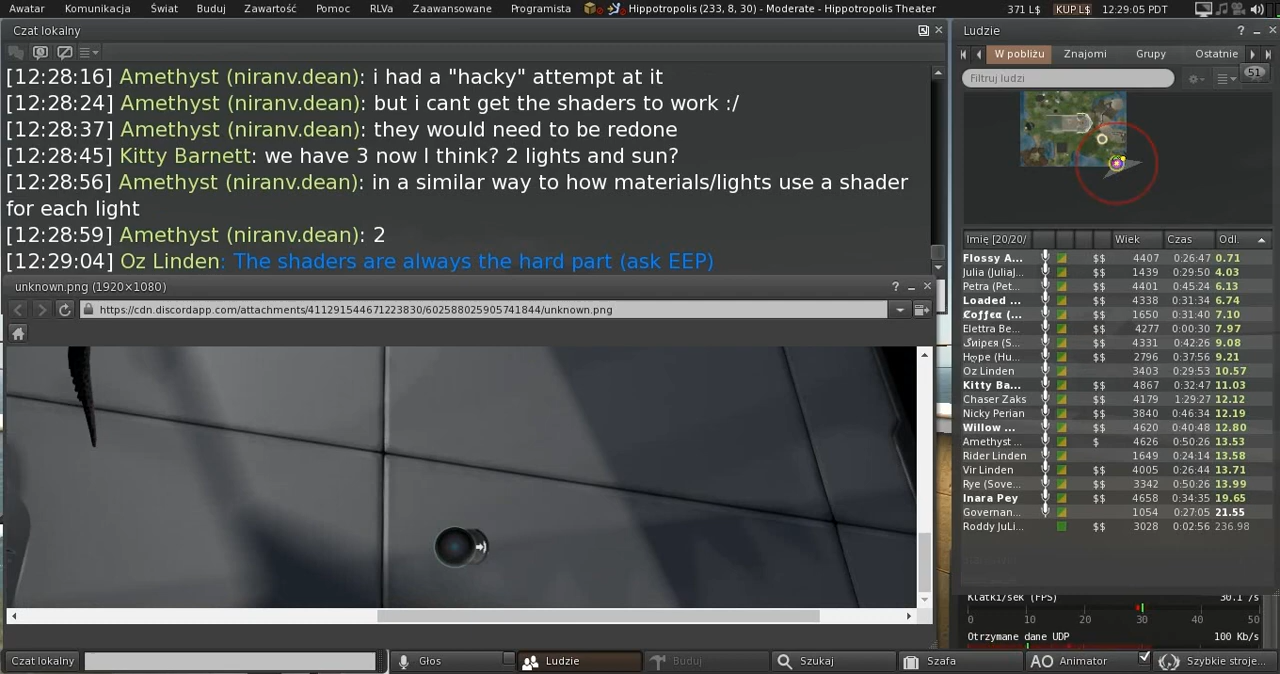 Awatar Komunikacja Świat Buduj Zawartość Pomoc RLVa Zaawansowane Programista Hippotropolis (233, 8, 30) - Moderate - Hippotropolis Theater 371 L$ KUP L$ 12:29:05 PDT
Czat lokalny
[12:28:16] Amethyst (niranv.dean): i had a "hacky" attempt at it
[12:28:24] Amethyst (niranv.dean): but i cant get the shaders to work :/
[12:28:37] Amethyst (niranv.dean): they would need to be redone
[12:28:45] Kitty Barnett: we have 3 now I think? 2 lights and sun?
[12:28:56] Amethyst (niranv.dean): in a similar way to how materials/lights use a shader
for each light
[12:28:59] Amethyst (niranv.dean): 2
[12:29:04] Oz Linden: The shaders are always the hard part (ask EEP)
unknown.png (1920×1080)
https://cdn.discordapp.com/attachments/411291544671223830/602588025905741844/unknown.png
Ludzie
W pobliżu Znajomi Grupy Ostatnie
Filtruj ludzi
51
Imię [20/20/ Wiek Czas Odl.
Flossy A... $$ 4407 0:26:47 0.71
Julia (JuliaJ... $$ 1439 0:29:50 4.03
Petra (Pet... $$ 4401 0:45:24 6.13
Loaded ... $$ 4338 0:31:34 6.74
$$ 1650 0:31:40 7.10
Elettra Be... 4277 0:00:30 7.97
(S... $$ 4331 0:42:26 9.08
(Hu... $$ 2796 0:37:56 9.21
Oz Linden 3403 0:29:53 10.57
Kitty Ba... $$ 4867 0:32:47 11.03
Chaser Zaks $$ 4179 1:29:27 12.12
Nicky Perian $$ 3840 0:46:34 12.19
Willow ... $$ 4620 0:40:48 12.80
Amethyst ... $ 4626 0:50:26 13.53
Rider Linden 1649 0:24:14 13.58
Vir Linden $$ 4005 0:26:44 13.71
Rye (Sove... $$ 3342 0:50:26 13.99
Inara Pey $$ 4658 0:34:35 19.65
Governan... 1054 0:27:05 21.55
Roddy JuLi... $$ 3028 0:02:56 236.98
Klatki/sek (FPS) 30.1 /s
0 10 20 30 40 50
Otrzymane dane UDP 100 Kb/s
Czat lokalny Głos Ludzie Buduj Szukaj Szafa AO Animator Szybkie stroje...